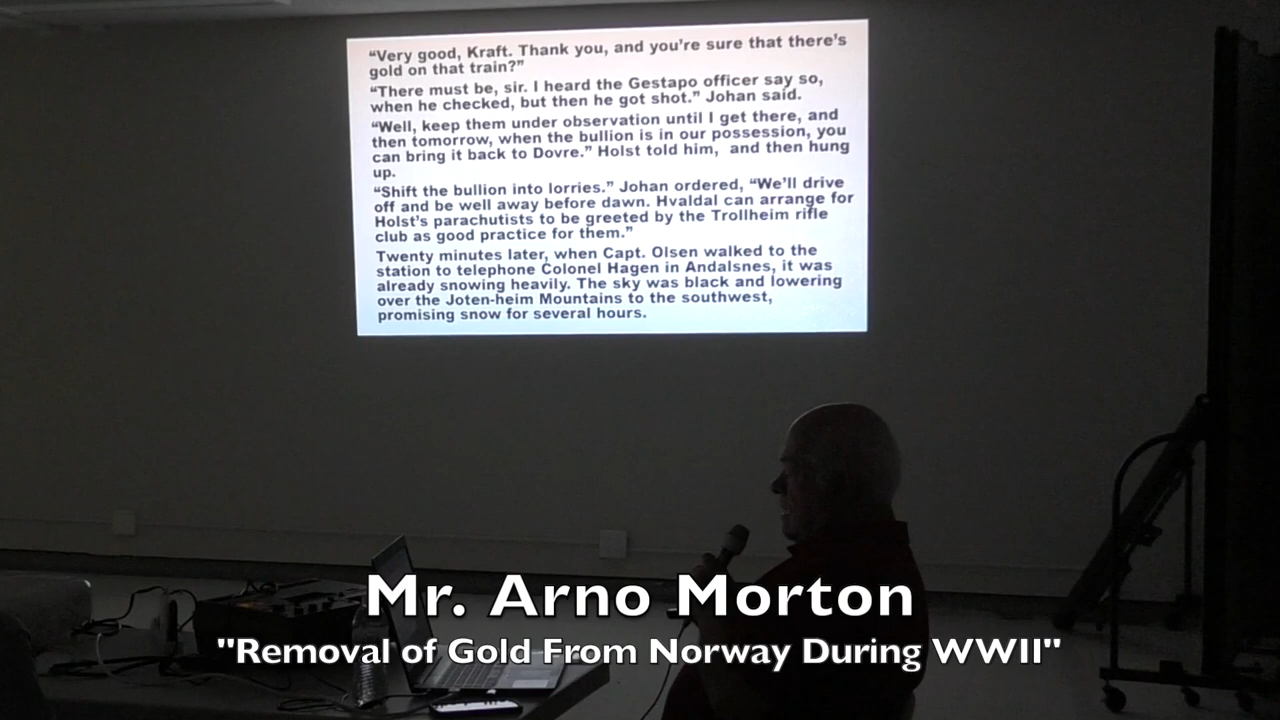 “Very good, Kraft. Thank you, and you’re sure that there’s
gold on that train?”
“There must be, sir. I heard the Gestapo officer say so,
when he checked, but then he got shot.” Johan said.
“Well, keep them under observation until I get there, and
then tomorrow, when the bullion is in our possession, you
can bring it back to Dovre.” Holst told him, and then hung
up.
“Shift the bullion into lorries.” Johan ordered, “We’ll drive
off and be well away before dawn. Hvaldal can arrange for
Holst’s parachutists to be greeted by the Trollheim rifle
club as good practice for them.”
Twenty minutes later, when Capt. Olsen walked to the
station to telephone Colonel Hagen in Andalsnes, it was
already snowing heavily. The sky was black and lowering
over the Joten-heim Mountains to the southwest,
promising snow for several hours.
Mr. Arno Morton
"Removal of Gold From Norway During WWII"